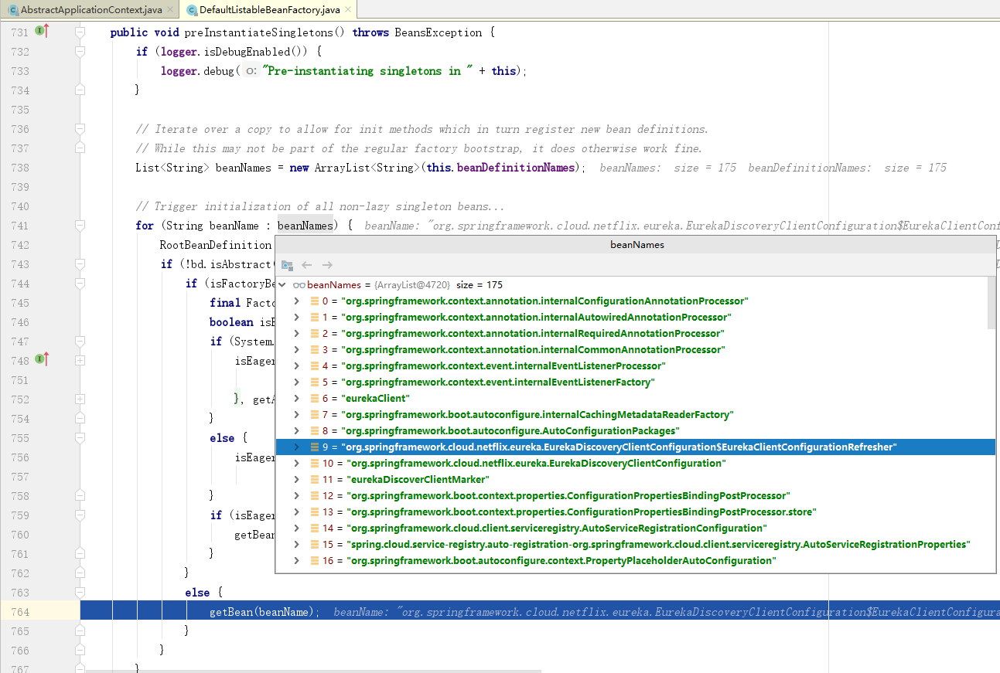 AbstractApplicationContext.java × DefaultListableBeanFactory.java ×
731 public void preInstantiateSingletons() throws BeansException {
732 if (logger.isDebugEnabled()) {
733 logger.debug( o: "Pre-instantiating singletons in " + this);
734 }
735
736 // Iterate over a copy to allow for init methods which in turn register new bean definitions.
737 // While this may not be part of the regular factory bootstrap, it does otherwise work fine.
738 List<String> beanNames = new ArrayList<String>(this.beanDefinitionNames); beanNames: size = 175 beanDefinitionNames: size = 175
739
740 // Trigger initialization of all non-lazy singleton beans...
741 for (String beanName : beanNames) { beanName: "org.springframework.cloud.netflix.eureka.EurekaDiscoveryClientConfiguration$EurekaClientConf
742 RootBeanDefinition
beanNames
743 if (!bd.isAbstract(
744 if (isFactoryBe
beanNames = {ArrayList@4720} size = 175
745 final Facto
0 = "org.springframework.context.annotation.internalConfigurationAnnotationProcessor"
746 boolean isE
1 = "org.springframework.context.annotation.internalAutowiredAnnotationProcessor"
747 if (System.
2 = "org.springframework.context.annotation.internalRequiredAnnotationProcessor"
748 isEager
3 = "org.springframework.context.annotation.internalCommonAnnotationProcessor"
4 = "org.springframework.context.event.internalEventListenerProcessor"
751
5 = "org.springframework.context.event.internalEventListenerFactory"
752 }, getA
6 = "eurekaClient"
754 }
7 = "org.springframework.boot.autoconfigure.internalCachingMetadataReaderFactory"
755 else {
8 = "org.springframework.boot.autoconfigure.AutoConfigurationPackages"
756 isEager
9 = "org.springframework.cloud.netflix.eureka.EurekaDiscoveryClientConfiguration$EurekaClientConfigurationRefresher"
757
10 = "org.springframework.cloud.netflix.eureka.EurekaDiscoveryClientConfiguration"
11 = "eurekaDiscoverClientMarker"
758 }
12 = "org.springframework.boot.context.properties.ConfigurationPropertiesBindingPostProcessor"
759 if (isEager
13 = "org.springframework.boot.context.properties.ConfigurationPropertiesBindingPostProcessor.store"
760 getBean
14 = "org.springframework.cloud.client.serviceregistry.AutoServiceRegistrationConfiguration"
761 }
15 = "spring.cloud.service-registry.auto-registration-org.springframework.cloud.client.serviceregistry.AutoServiceRegistrationProperties"
16 = "org.springframework.boot.autoconfigure.context.PropertyPlaceholderAutoConfiguration"
762 }
763 else {
764 getBean(beanName); beanName: "org.springframework.cloud.netflix.eureka.EurekaDiscoveryClientConfiguration$EurekaClientConfigura
765 }
766 }
767 }